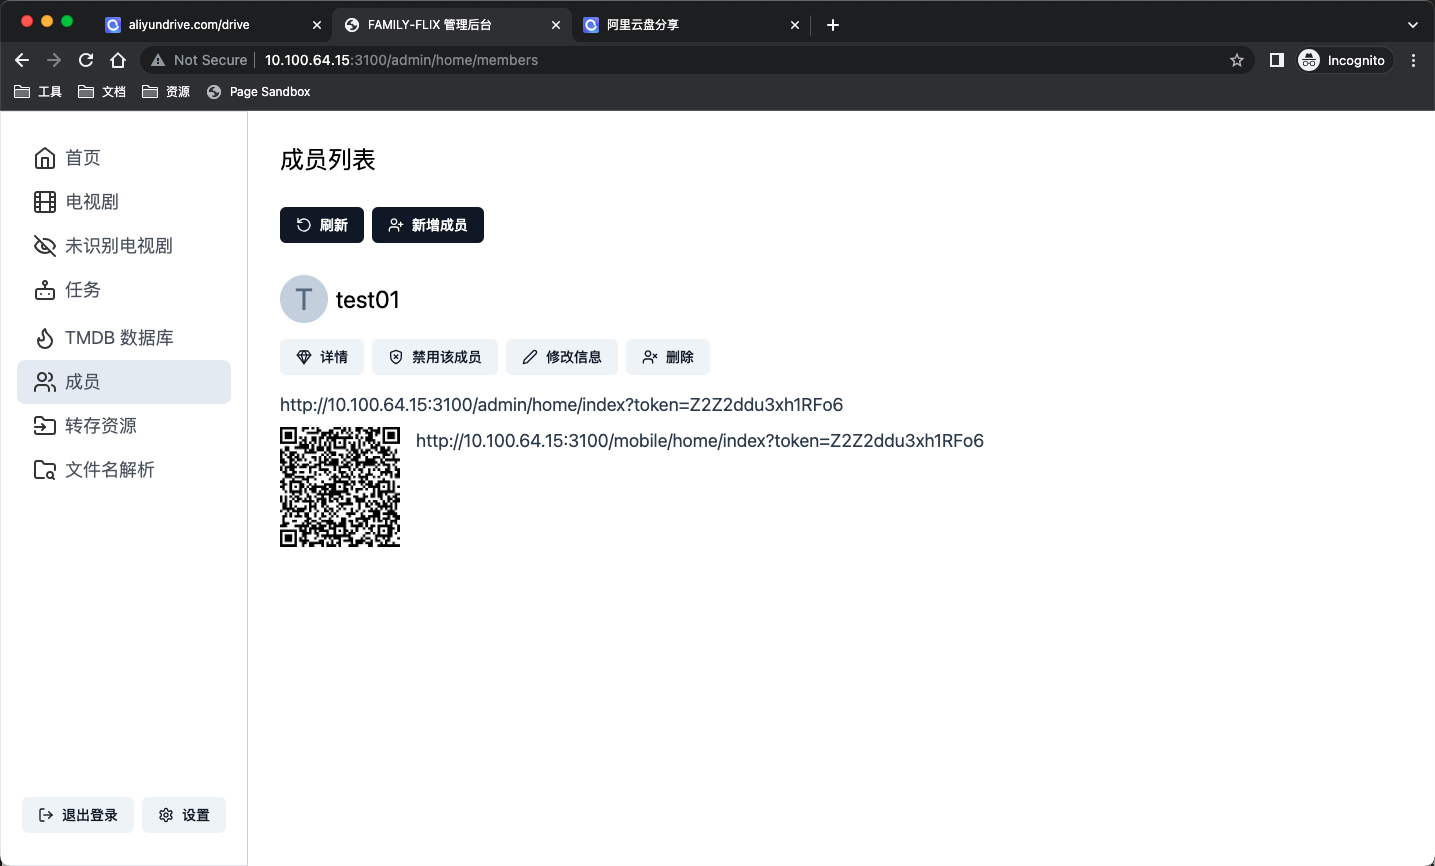 aliyundrive.com/drive
FAMILY-FLIX 管理后台
阿里云盘分享
Not Secure
10.100.64.15:3100/admin/home/members
Incognito
工具
文档
资源
Page Sandbox
首页
电视剧
未识别电视剧
任务
TMDB 数据库
成员
转存资源
文件名解析
退出登录
设置
成员列表
刷新
新增成员
T
test01
详情
禁用该成员
修改信息
删除
http://10.100.64.15:3100/admin/home/index?token=Z2Z2ddu3xh1RFo6
http://10.100.64.15:3100/mobile/home/index?token=Z2Z2ddu3xh1RFo6